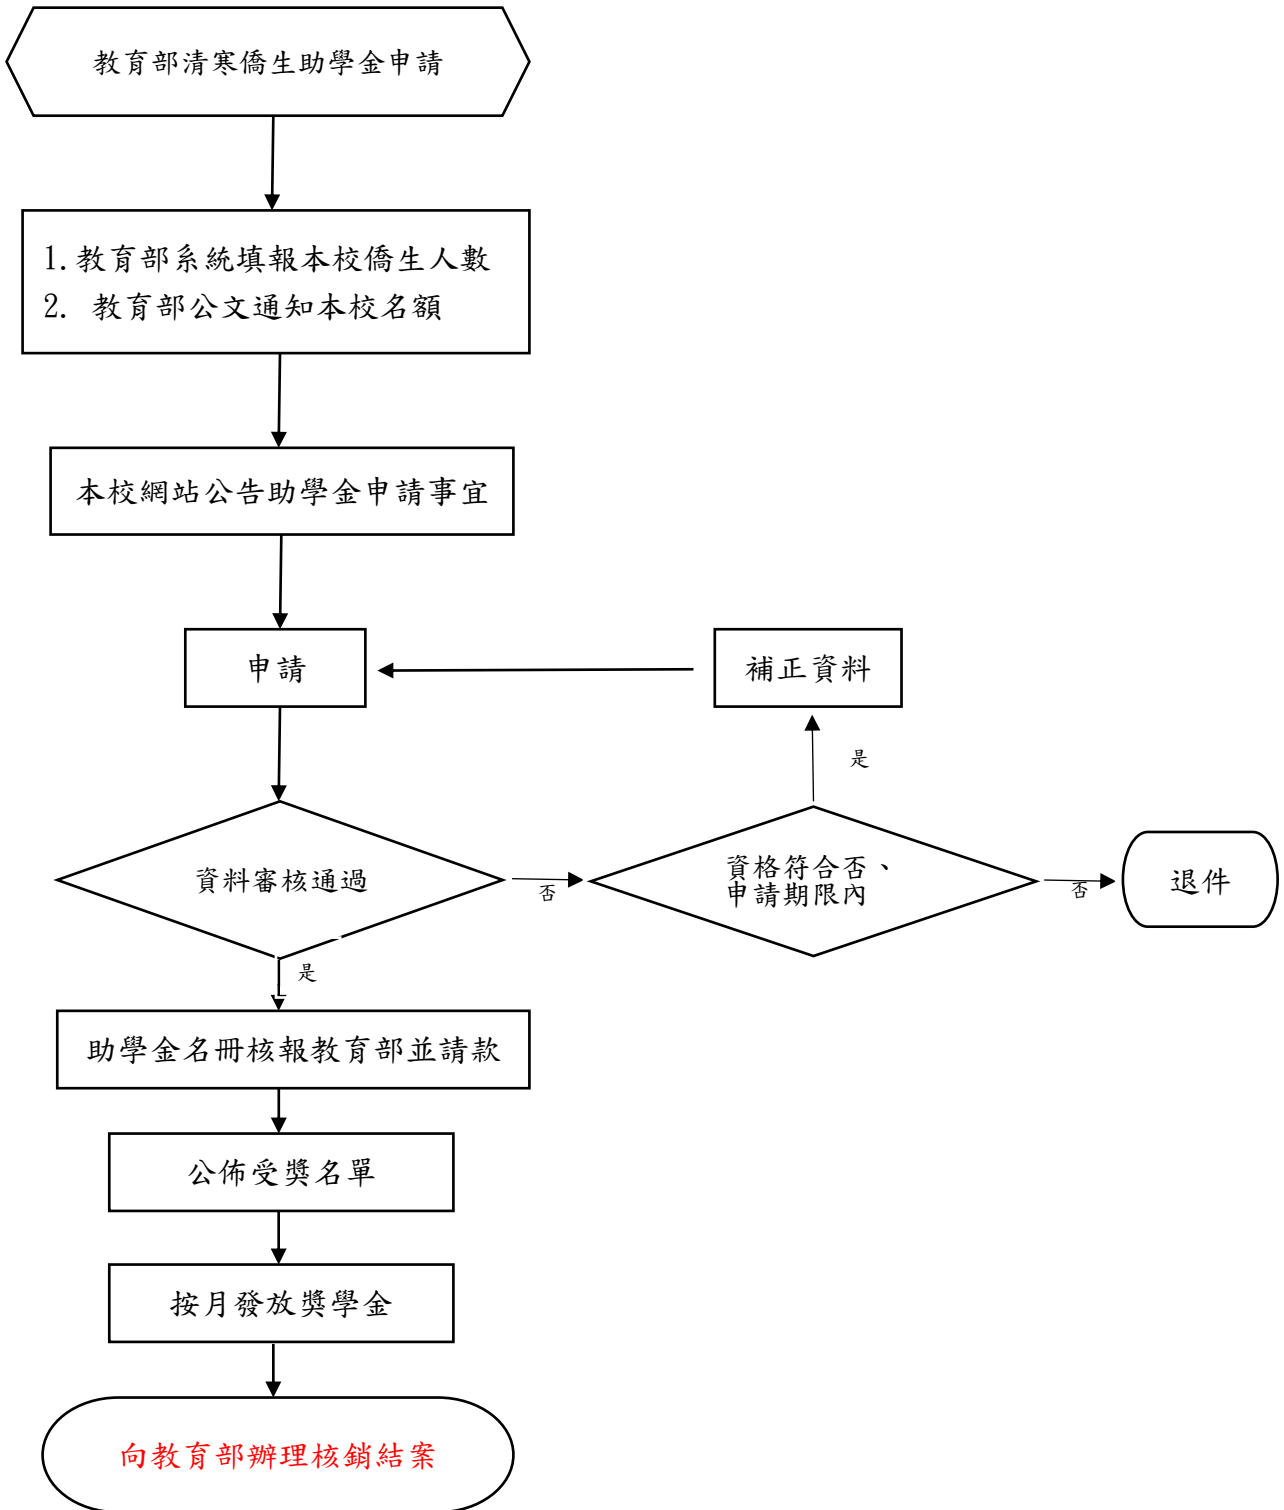 教育部清寒僑生助學金申請
1.教育部系統填報本校僑生人數
2. 教育部公文通知本校名額
本校網站公告助學金申請事宜
申請
補正資料
是
資料審核通過
否
資格符合否、
申請期限內
否
退件
是
助學金名冊核報教育部並請款
公佈受獎名單
按月發放獎學金
向教育部辦理核銷結案